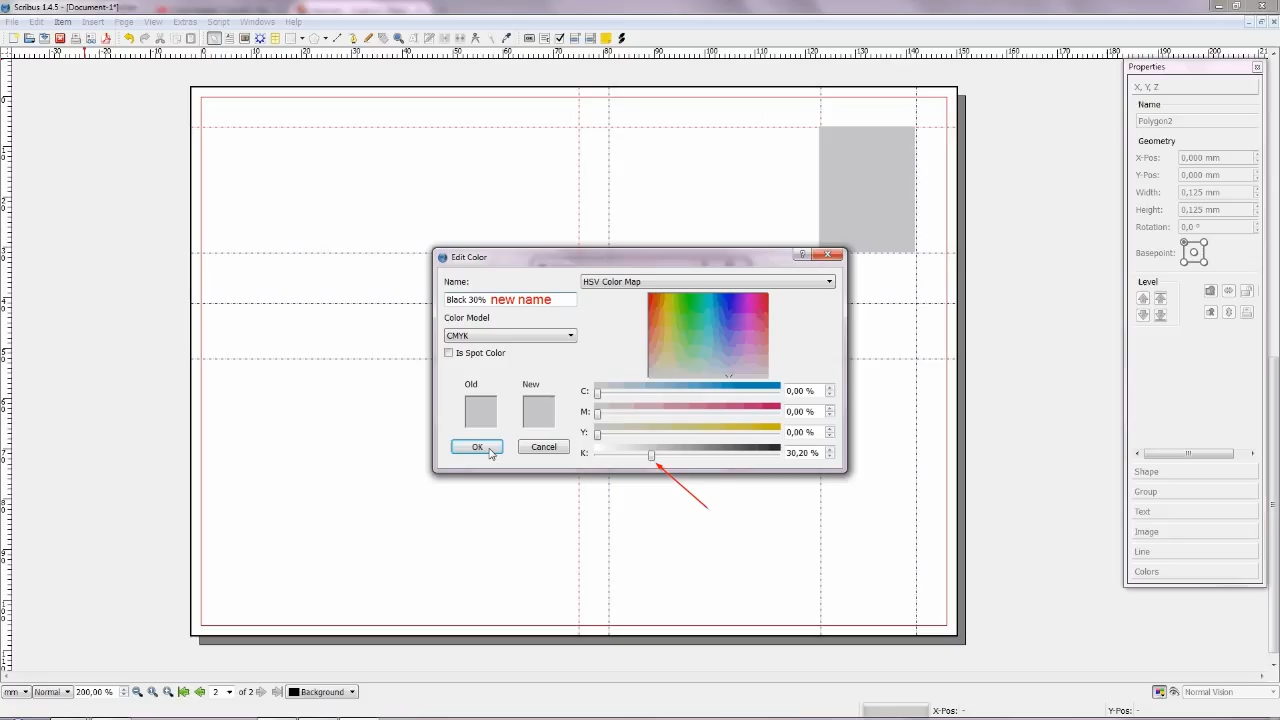 Scribus 1.4.5 - [Document-1*]
File Edit Item Insert Page View Extras Script Windows Help
Properties
X, Y, Z
Name
Polygon2
Geometry
X-Pos: 0,000 mm
Y-Pos: 0,000 mm
Width: 0,125 mm
Height: 0,125 mm
Rotation: 0,0 °
Basepoint:
Level
Shape
Group
Text
Image
Line
Colors
Edit Color
Name:
Black 30% new name
Color Model
CMYK
Is Spot Color
Old New
OK Cancel
HSV Color Map
C: 0,00 %
M: 0,00 %
Y: 0,00 %
K: 30,20 %
mm Normal 200,00 % 2 of 2 Background Normal Vision
X-Pos: - Y-Pos: -